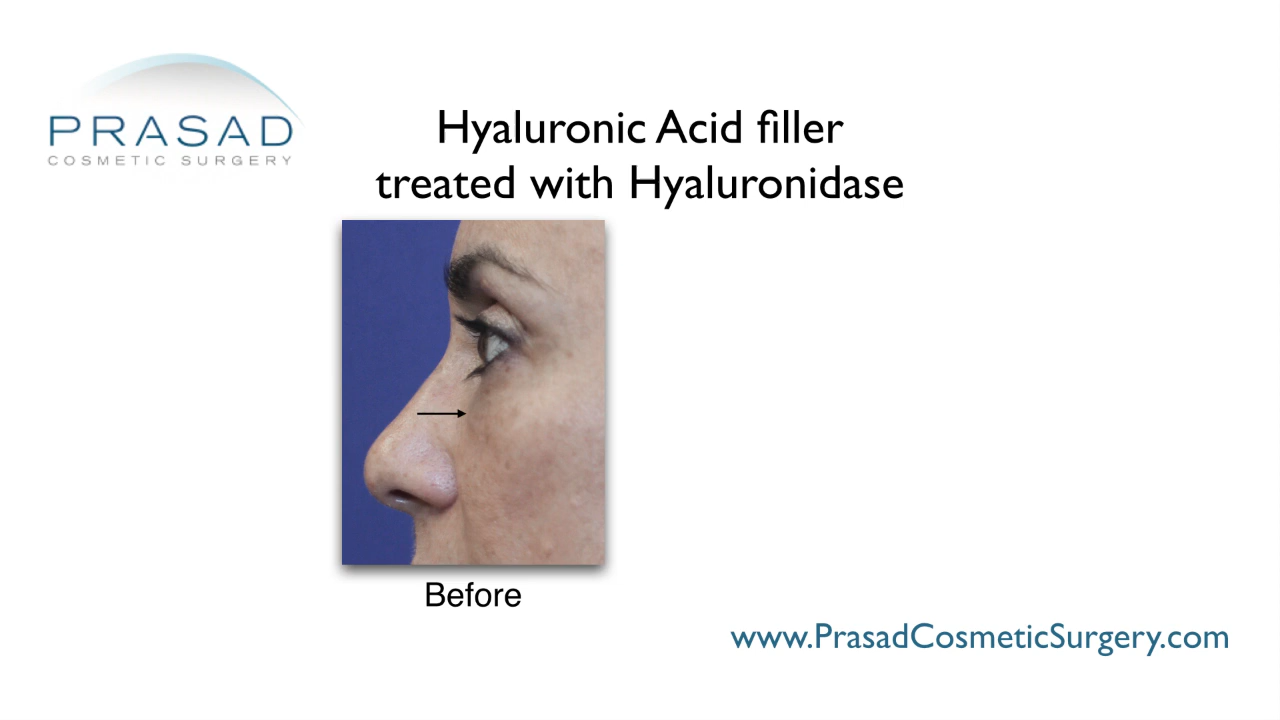 PRASAD
COSMETIC SURGERY
Hyaluronic Acid filler
treated with Hyaluronidase
Before
www.PrasadCosmeticSurgery.com